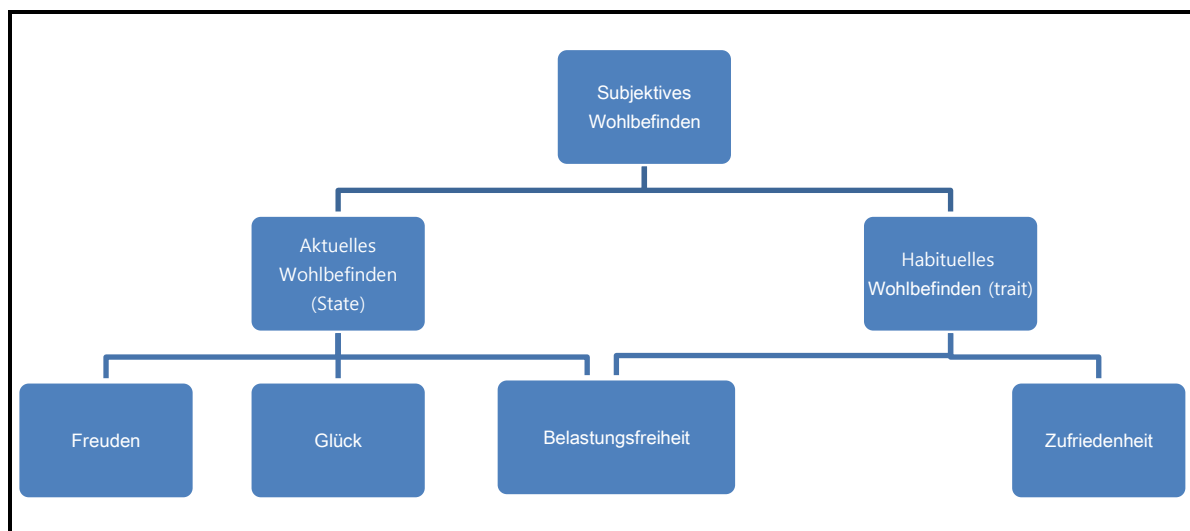 Subjektives
Wohlbefinden
Aktuelles
Wohlbefinden
(State)
Habituelles
Wohlbefinden (trait)
Freuden
Glück
Belastungsfreiheit
Zufriedenheit